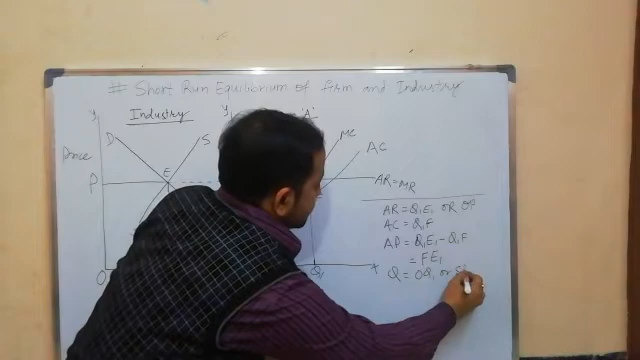 # Short Run Equilibrium of firm and Industry
Y
Industry
Y
'A'
D
S
MC
AC
Price
E
P
AR = MR
AR = Q₁E₁ OR OP
AC = Q₁F
AP = Q₁E₁ - Q₁F
= FE₁
Q = OQ₁ or
O
Q₁
X